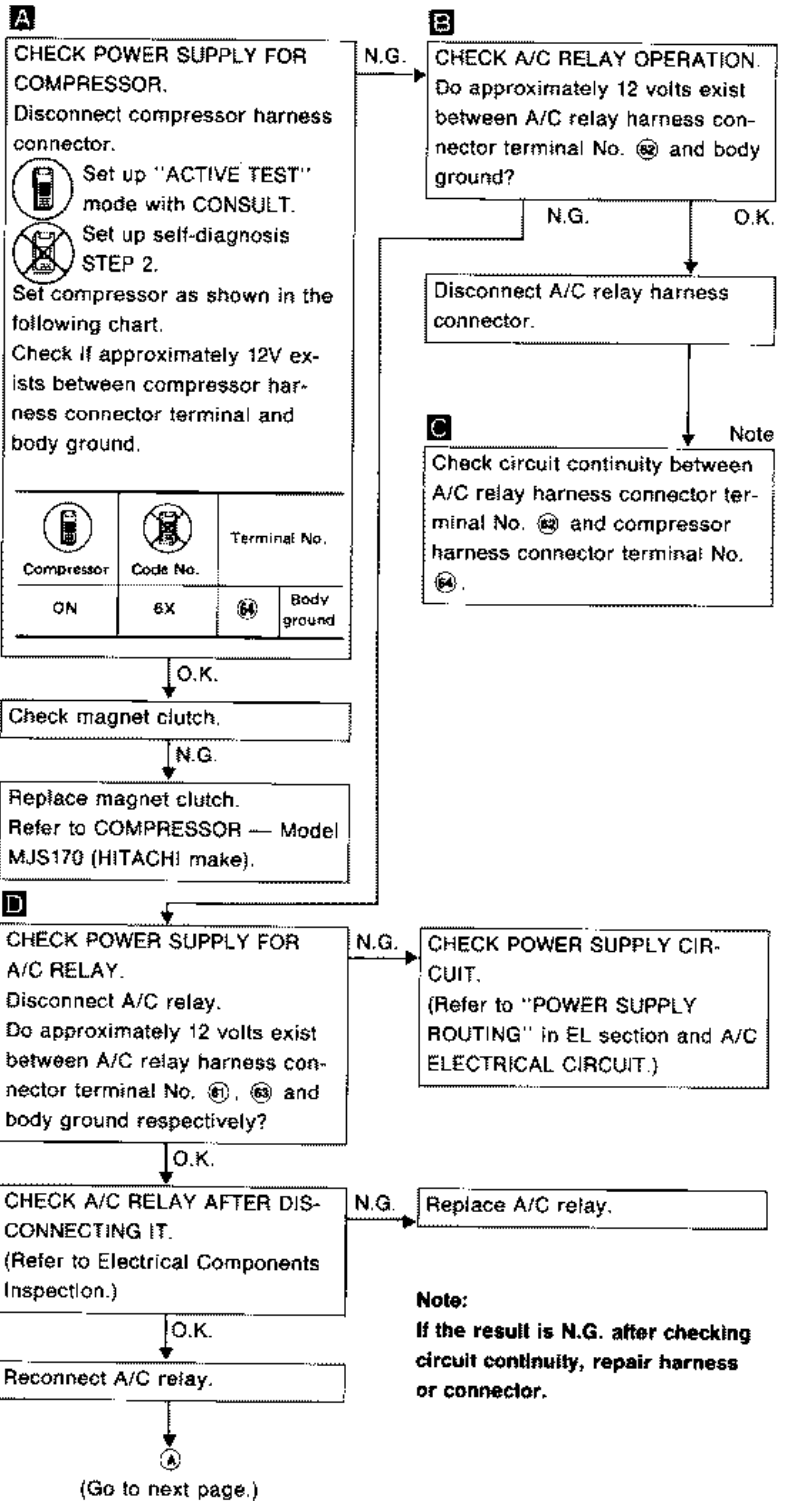 A
CHECK POWER SUPPLY FOR
COMPRESSOR.
Disconnect compressor harness
connector.
Set up "ACTIVE TEST"
mode with CONSULT.
Set up self-diagnosis
STEP 2.
Set compressor as shown in the
following chart.
Check if approximately 12V ex-
ists between compressor har-
ness connector terminal and
body ground.
Compressor
Code No.
Terminal No.
ON
6X
64
Body
ground
N.G.
B
CHECK A/C RELAY OPERATION.
Do approximately 12 volts exist
between A/C relay harness con-
nector terminal No. 62 and body
ground?
N.G.
O.K.
Disconnect A/C relay harness
connector.
C
Note
Check circuit continuity between
A/C relay harness connector ter-
minal No. 62 and compressor
harness connector terminal No.
64 .
O.K.
Check magnet clutch.
N.G.
Replace magnet clutch.
Refer to COMPRESSOR — Model
MJS170 (HITACHI make).
D
CHECK POWER SUPPLY FOR
A/C RELAY.
Disconnect A/C relay.
Do approximately 12 volts exist
between A/C relay harness con-
nector terminal No. 61 , 63 and
body ground respectively?
N.G.
CHECK POWER SUPPLY CIR-
CUIT.
(Refer to "POWER SUPPLY
ROUTING" in EL section and A/C
ELECTRICAL CIRCUIT.)
O.K.
CHECK A/C RELAY AFTER DIS-
CONNECTING IT.
(Refer to Electrical Components
Inspection.)
N.G.
Replace A/C relay.
O.K.
Reconnect A/C relay.
A
(Go to next page.)
Note:
If the result is N.G. after checking
circuit continuity, repair harness
or connector.